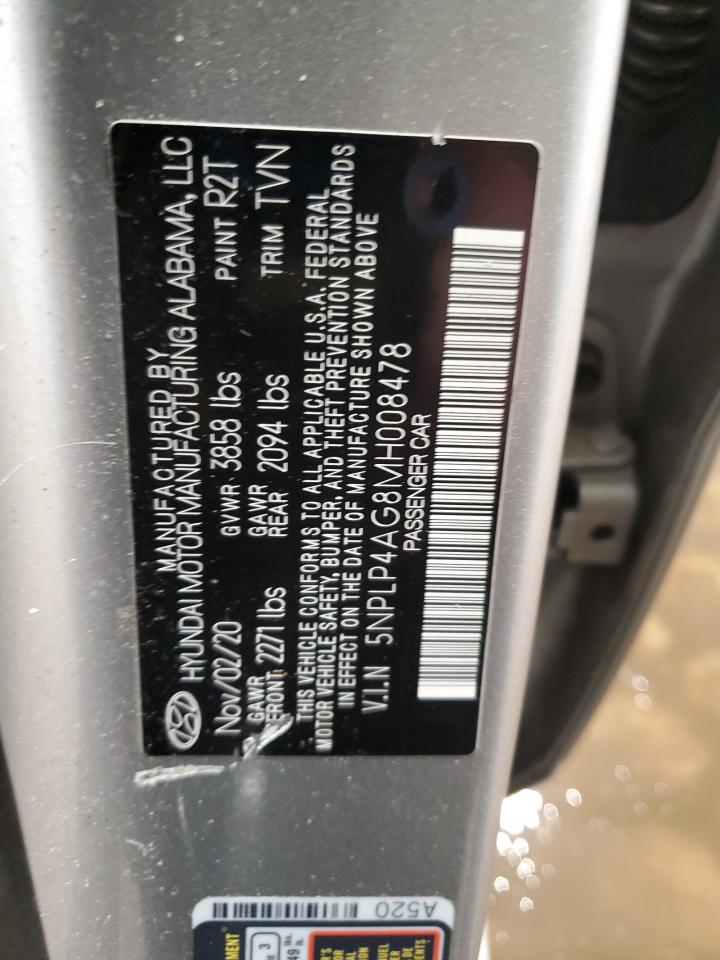 MANUFACTURED BY
HYUNDAI MOTOR MANUFACTURING ALABAMA, LLC
Nov/02/20 GVWR 3858 lbs PAINT R2T
GAWR FRONT 2271 lbs GAWR REAR 2094 lbs TRIM TVN
THIS VEHICLE CONFORMS TO ALL APPLICABLE U.S.A. FEDERAL
MOTOR VEHICLE SAFETY, BUMPER, AND THEFT PREVENTION STANDARDS
IN EFFECT ON THE DATE OF MANUFACTURE SHOWN ABOVE
V.I.N 5NPLP4AG8MH008478
PASSENGER CAR
A520
3